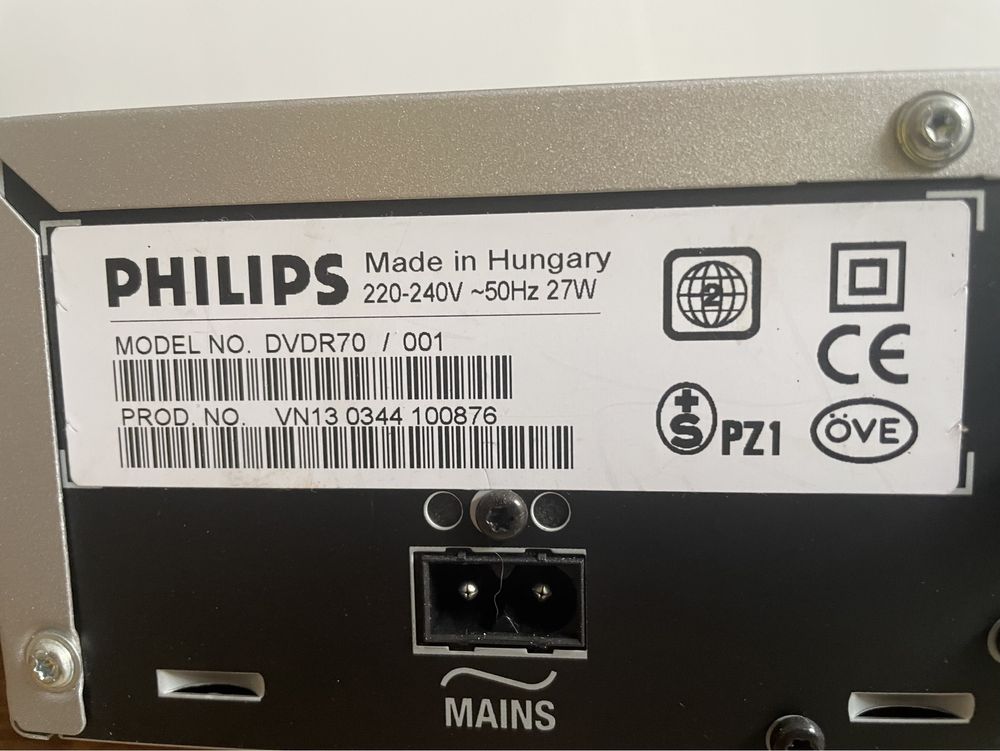 PHILIPS Made in Hungary
220-240V ~50Hz 27W
MODEL NO. DVDR70 / 001
PROD. NO. VN13 0344 100876
2
CE
+S PZ1
ÖVE
MAINS